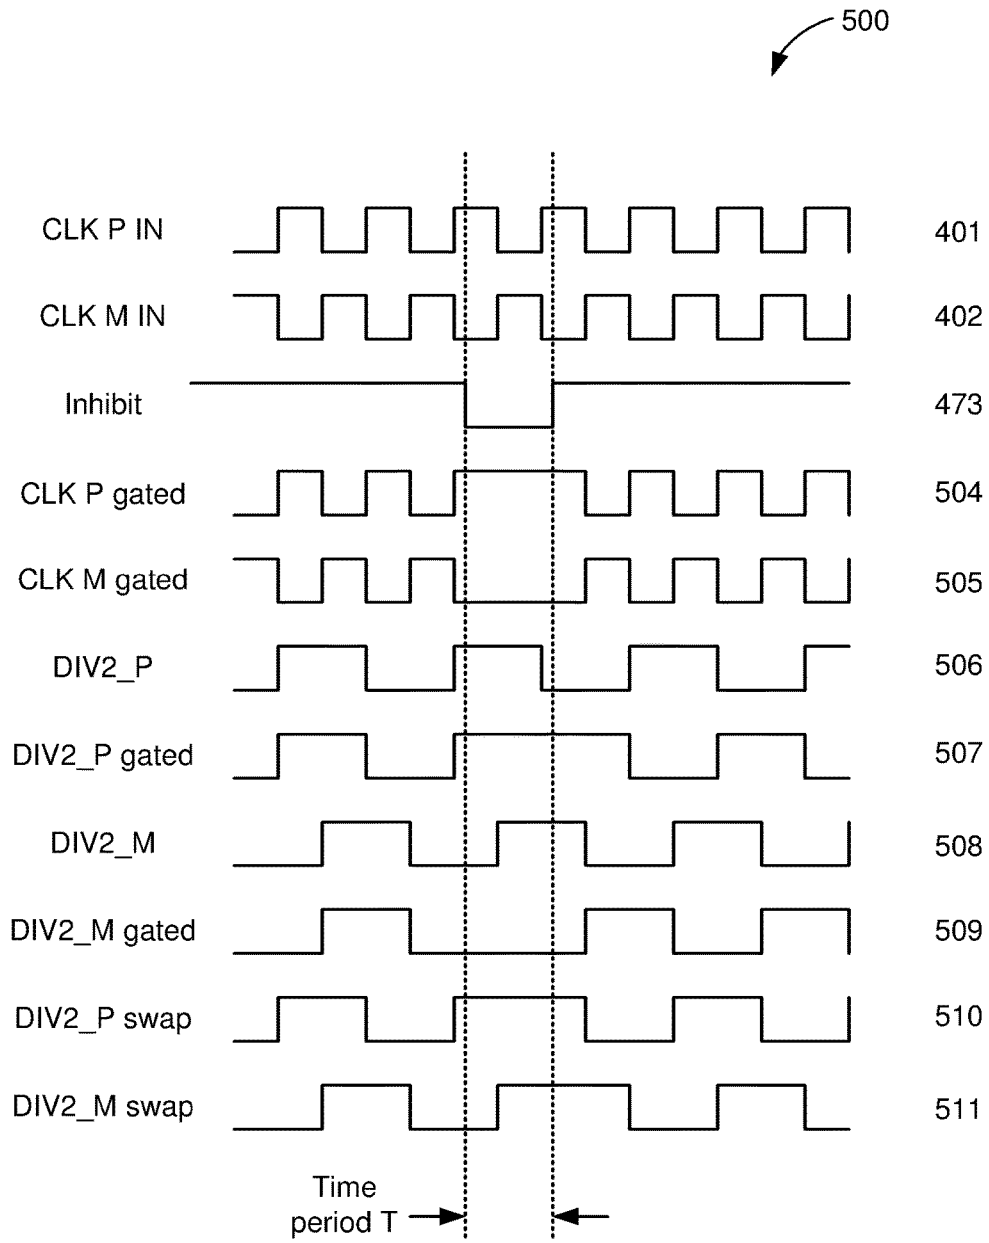 500
CLK P IN 401
CLK M IN 402
Inhibit 473
CLK P gated 504
CLK M gated 505
DIV2_P 506
DIV2_P gated 507
DIV2_M 508
DIV2_M gated 509
DIV2_P swap 510
DIV2_M swap 511
Time
period T